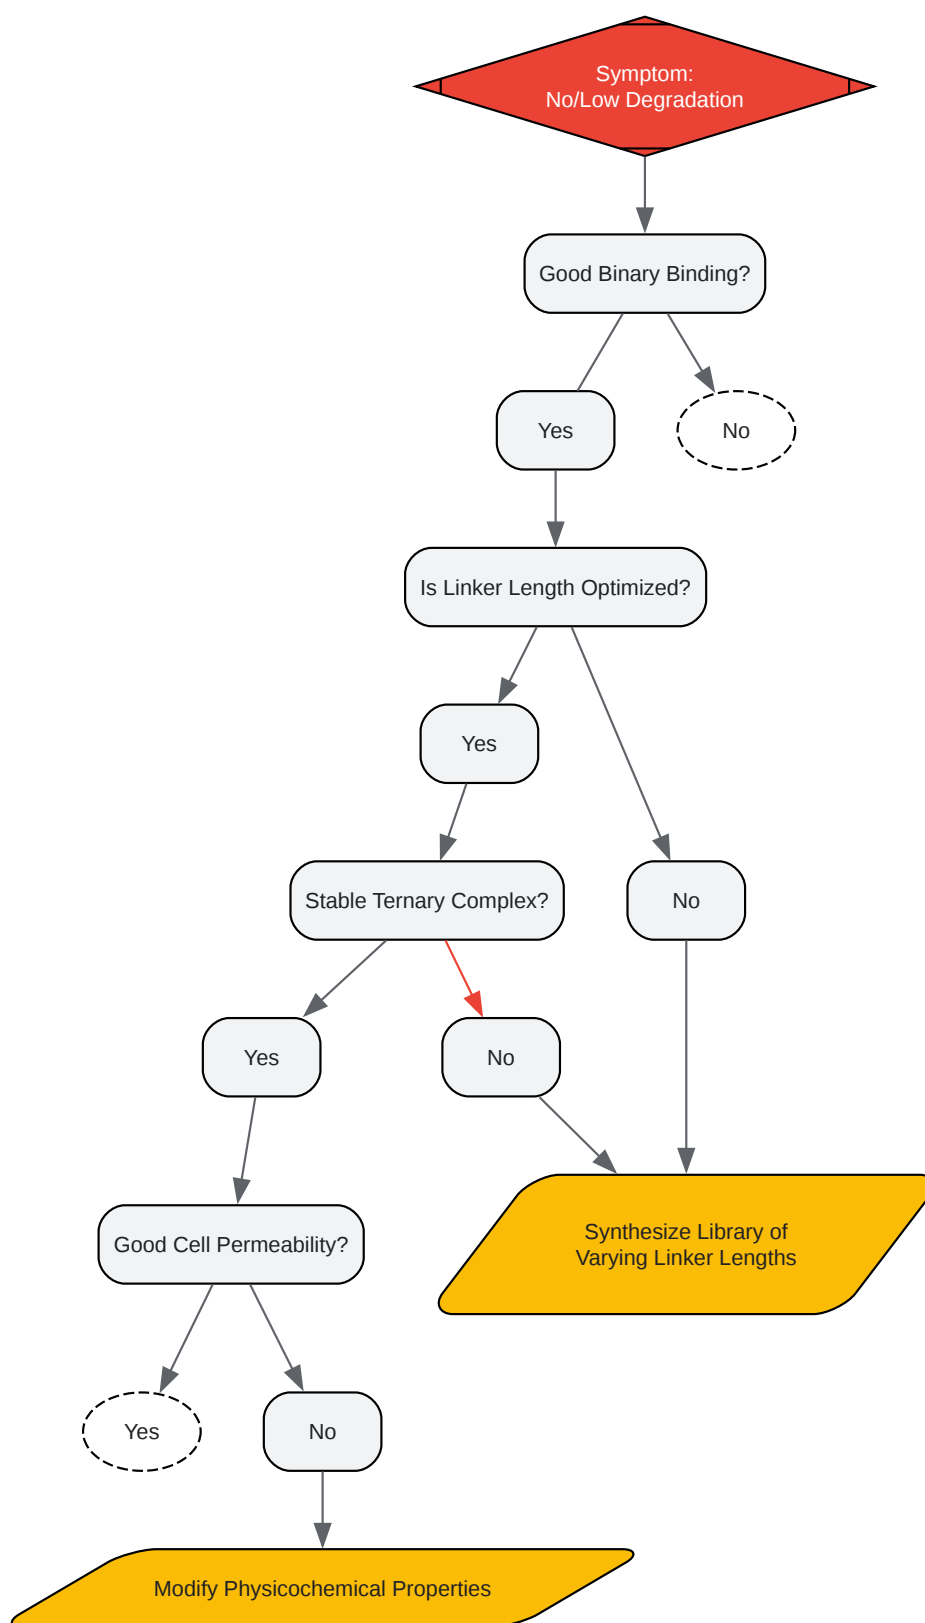 Symptom:
No/Low Degradation
Good Binary Binding?
Yes
No
Is Linker Length Optimized?
Yes
Stable Ternary Complex?
No
Yes
No
Synthesize Library of
Varying Linker Lengths
Good Cell Permeability?
Yes
No
Modify Physicochemical Properties